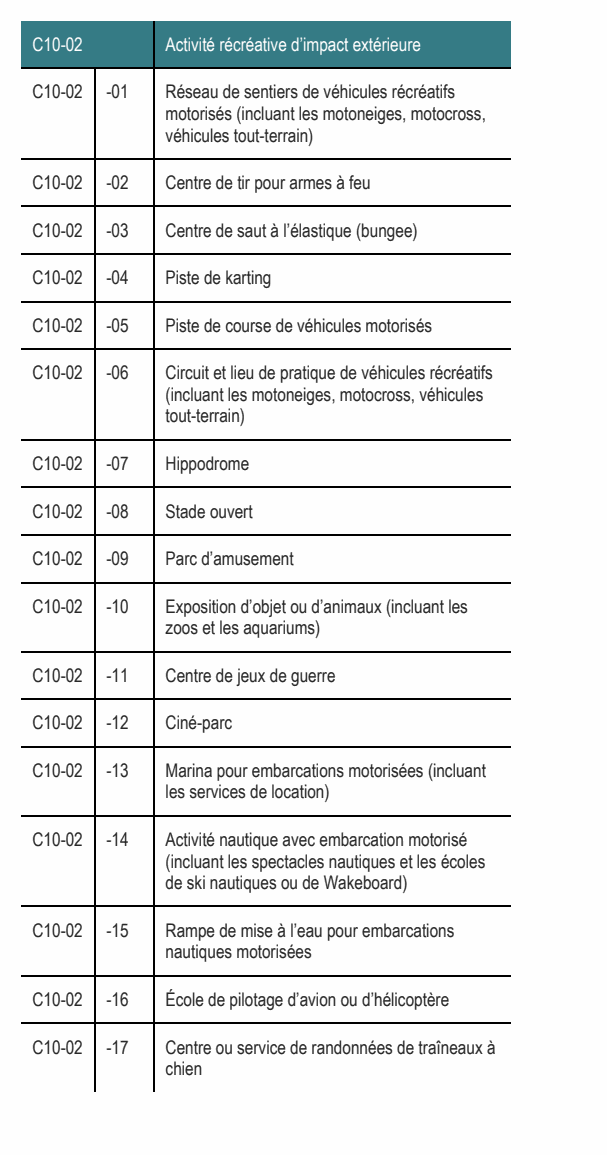 C10-02 Activité récréative d’impact extérieure
C10-02 -01 Réseau de sentiers de véhicules récréatifs
motorisés (incluant les motoneiges, motocross,
véhicules tout-terrain)
C10-02 -02 Centre de tir pour armes à feu
C10-02 -03 Centre de saut à l’élastique (bungee)
C10-02 -04 Piste de karting
C10-02 -05 Piste de course de véhicules motorisés
C10-02 -06 Circuit et lieu de pratique de véhicules récréatifs
(incluant les motoneiges, motocross, véhicules
tout-terrain)
C10-02 -07 Hippodrome
C10-02 -08 Stade ouvert
C10-02 -09 Parc d’amusement
C10-02 -10 Exposition d’objet ou d’animaux (incluant les
zoos et les aquariums)
C10-02 -11 Centre de jeux de guerre
C10-02 -12 Ciné-parc
C10-02 -13 Marina pour embarcations motorisées (incluant
les services de location)
C10-02 -14 Activité nautique avec embarcation motorisé
(incluant les spectacles nautiques et les écoles
de ski nautiques ou de Wakeboard)
C10-02 -15 Rampe de mise à l’eau pour embarcations
nautiques motorisées
C10-02 -16 École de pilotage d’avion ou d’hélicoptère
C10-02 -17 Centre ou service de randonnées de traîneaux à
chien